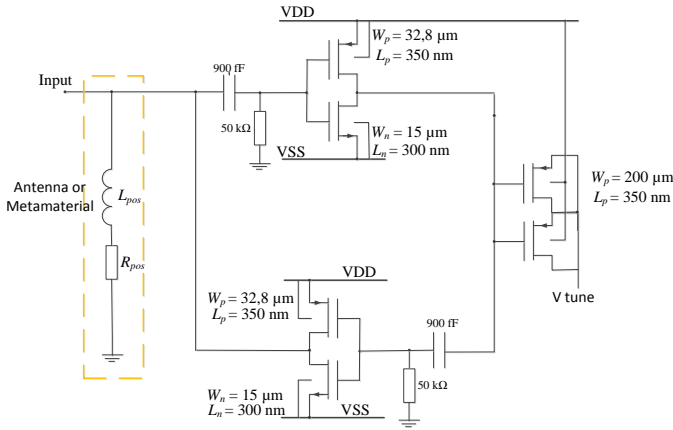 VDD
W_p = 32,8 µm
L_p = 350 nm
900 fF
Input
50 kΩ
W_n = 15 µm
L_n = 300 nm
VSS
W_p = 200 µm
L_p = 350 nm
Antenna or
Metamaterial
L_pos
R_pos
V tune
VDD
W_p = 32,8 µm
L_p = 350 nm
900 fF
50 kΩ
W_n = 15 µm
L_n = 300 nm
VSS